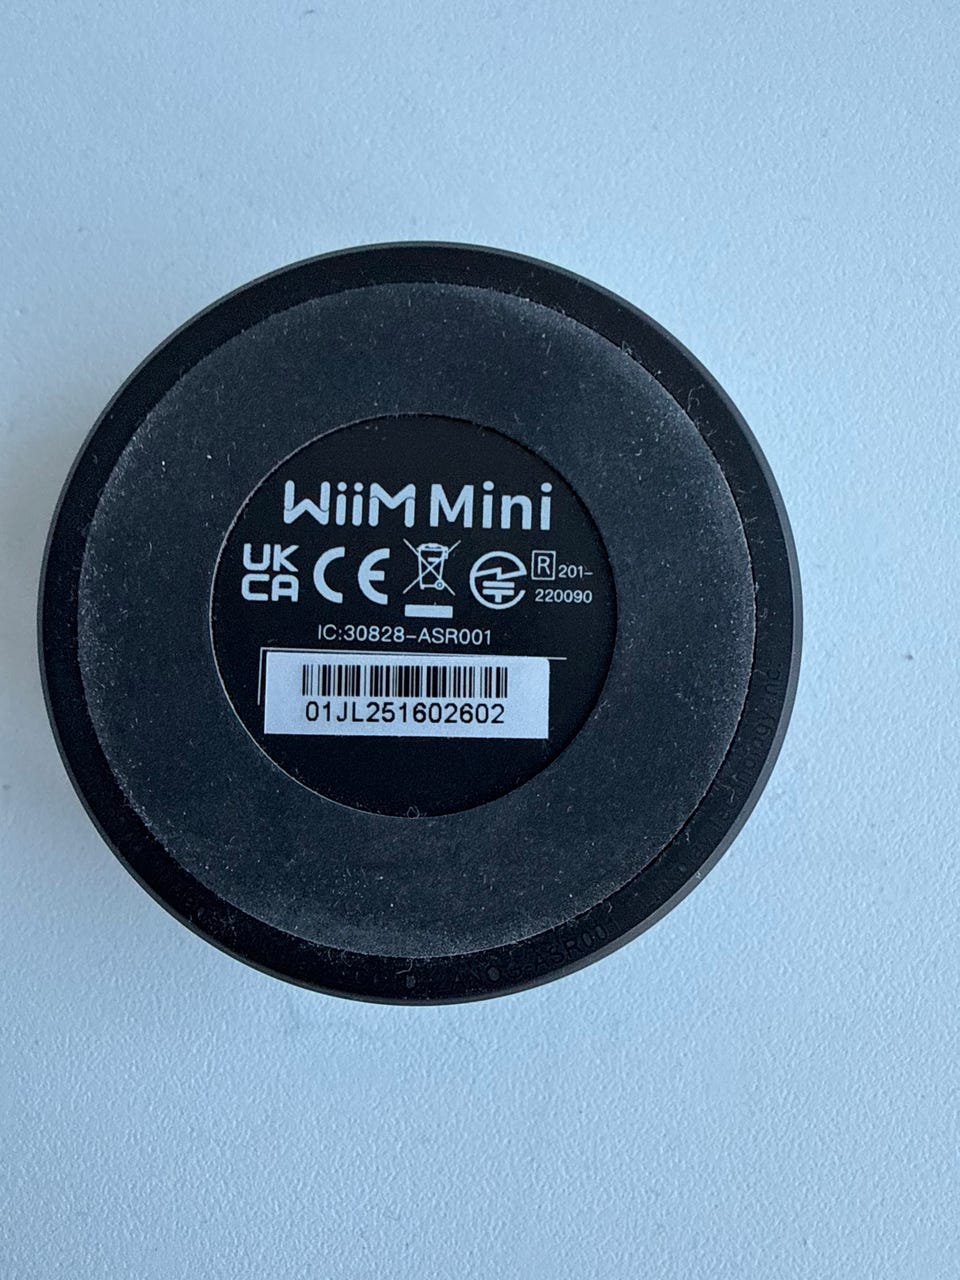 WiiM Mini
UK
CA CE R 201-
220090
IC:30828-ASR001
01JL251602602